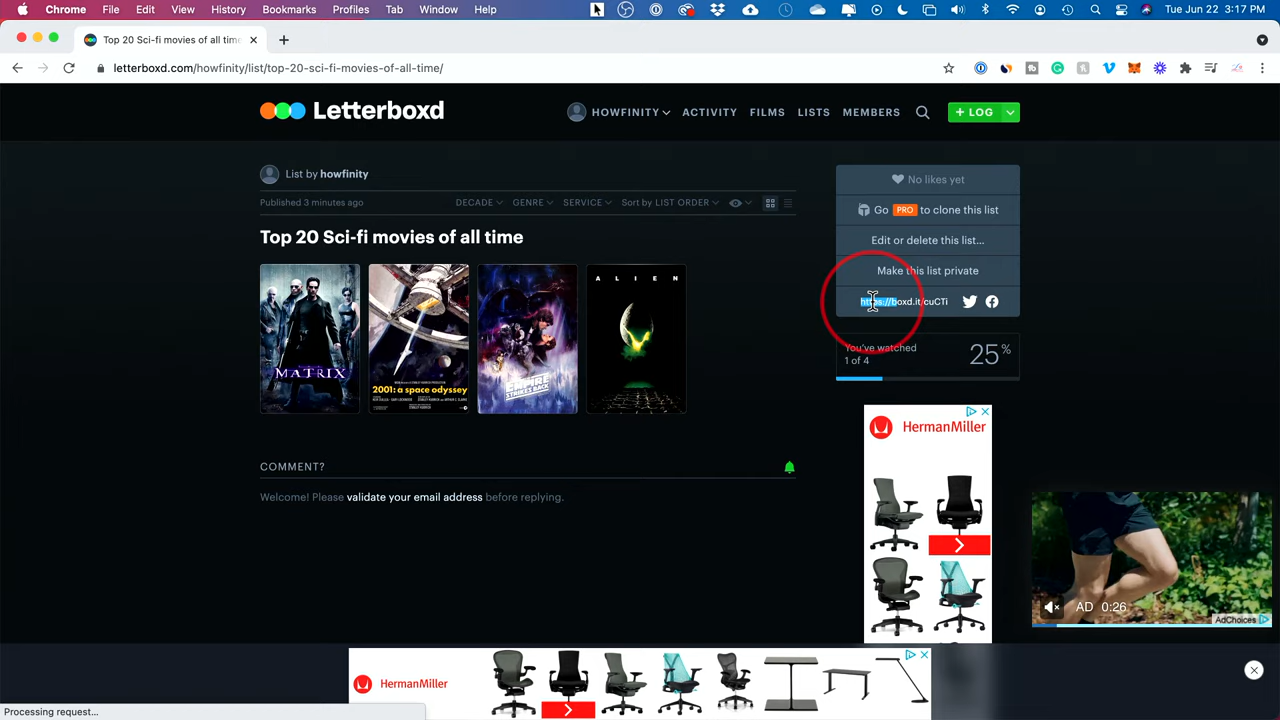 Chrome File Edit View History Bookmarks Profiles Tab Window Help Tue Jun 22 3:17 PM
Top 20 Sci-fi movies of all time
letterboxd.com/howfinity/list/top-20-sci-fi-movies-of-all-time/
Letterboxd HOWFINITY ACTIVITY FILMS LISTS MEMBERS + LOG
List by howfinity
Published 3 minutes ago DECADE GENRE SERVICE Sort by LIST ORDER
Top 20 Sci-fi movies of all time
MATRIX
2001: a space odyssey
EMPIRE
STRIKES BACK
ALIEN
No likes yet
Go PRO to clone this list
Edit or delete this list...
Make this list private
https://boxd.it/cuCTi
You've watched
1 of 4
25%
COMMENT?
Welcome! Please validate your email address before replying.
HermanMiller
AD 0:26
AdChoices
HermanMiller
Processing request...